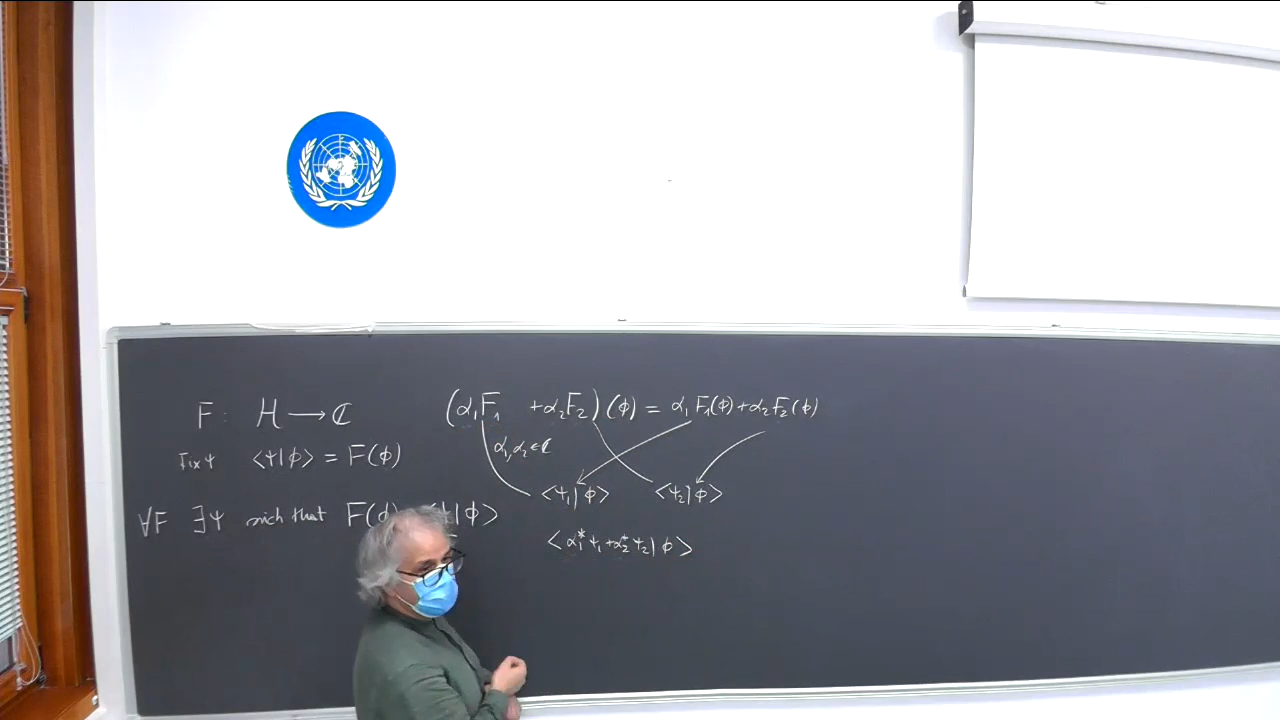 F: H ⟶ ℂ
Fix ψ ⟨ψ|φ⟩ = F(φ)
∀F ∃ψ such that F(φ) ψ|φ⟩
(α₁F₁ + α₂F₂)(φ) = α₁F₁(φ) + α₂F₂(φ)
α₁, α₂ ∈ ℂ
⟨ψ₁|φ⟩ ⟨ψ₂|φ⟩
⟨α₁* ψ₁ + α₂* ψ₂|φ⟩